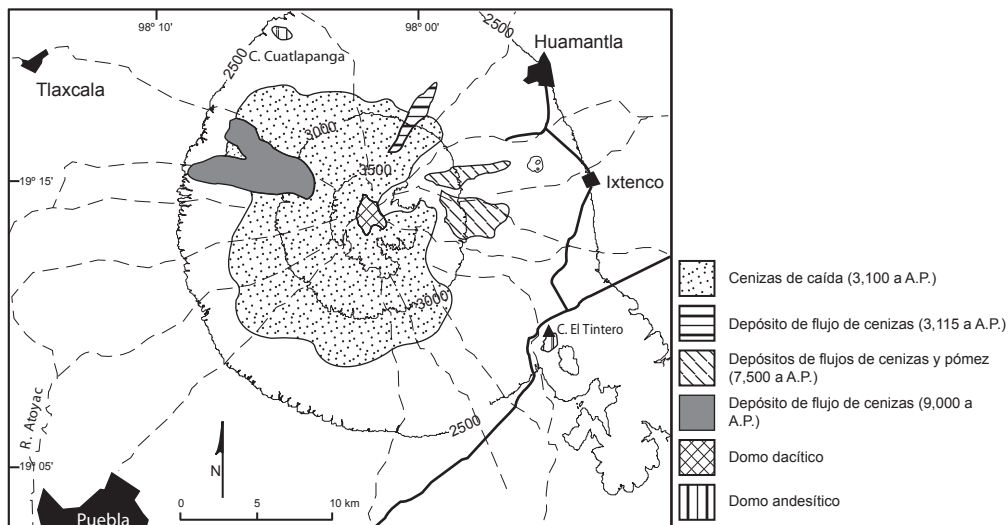 98º 10'
98º 00'
2500
Huamantla
2500
C. Cuatlapanga
Tlaxcala
3000
3500
19º 15'
Ixtenco
3000
C. El Tintero
R. Atoyac
2500
N
19º 05'
0 5 10 km
Puebla
Cenizas de caída (3,100 a A.P.)
Depósito de flujo de cenizas (3,115 a A.P.)
Depósitos de flujos de cenizas y pómez
(7,500 a A.P.)
Depósito de flujo de cenizas (9,000 a
A.P.)
Domo dacítico
Domo andesítico